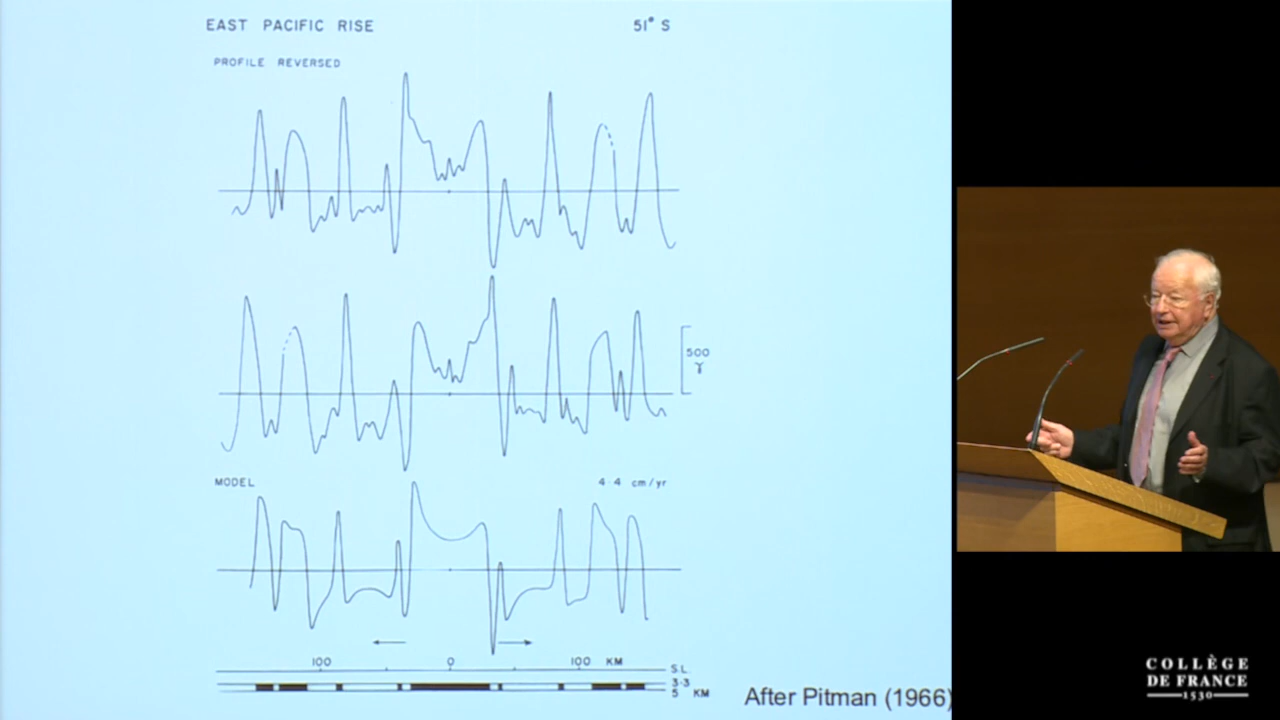 EAST PACIFIC RISE 51° S
PROFILE REVERSED
500
γ
MODEL 4·4 cm/yr
100 0 100 KM
S.L.
3·3
5 KM
After Pitman (1966)
COLLÈGE
DE FRANCE
1530